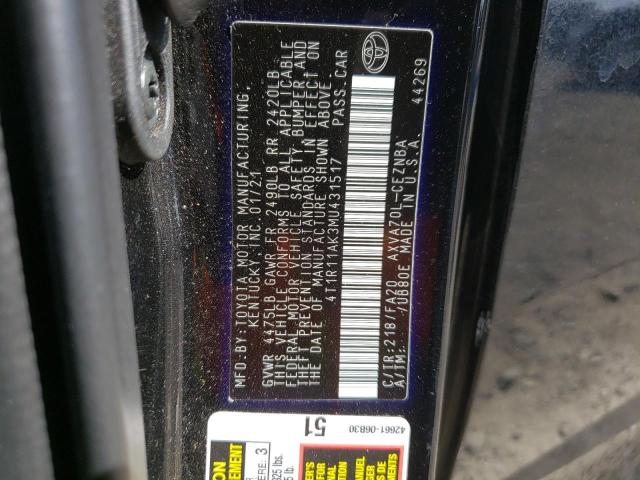 MFD.BY:TOYOTA MOTOR MANUFACTURING,
KENTUCKY, INC. 01/21
GVWR 4475LB GAWR FR 2490LB RR 2420LB
THIS VEHICLE CONFORMS TO ALL APPLICABLE
FEDERAL MOTOR VEHICLE SAFETY BUMPER AND
THEFT PREVENTION STANDARDS IN EFFECT ON
THE DATE OF MANUFACTURE SHOWN ABOVE.
4T1R11AK3MU431517 PASS.CAR
C/TR:218/FA20 AXVA70L-CEZNBA
A/TM: /UB80E MADE IN U.S.A. 44269
42661-06B30
51